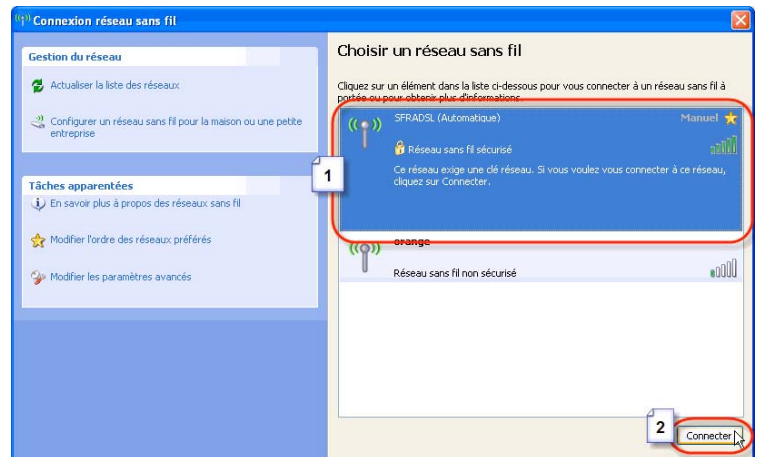 Connexion réseau sans fil
Gestion du réseau
Actualiser la liste des réseaux
Configurer un réseau sans fil pour la maison ou une petite
entreprise
Tâches apparentées
En savoir plus à propos des réseaux sans fil
Modifier l'ordre des réseaux préférés
Modifier les paramètres avancés
Choisir un réseau sans fil
Cliquez sur un élément dans la liste ci-dessous pour vous connecter à un réseau sans fil à
portée ou pour obtenir plus d'informations.
SFRADSL (Automatique) Manuel
Réseau sans fil sécurisé
Ce réseau exige une clé réseau. Si vous voulez vous connecter à ce réseau,
cliquez sur Connecter.
1
orange
Réseau sans fil non sécurisé
2
Connecter